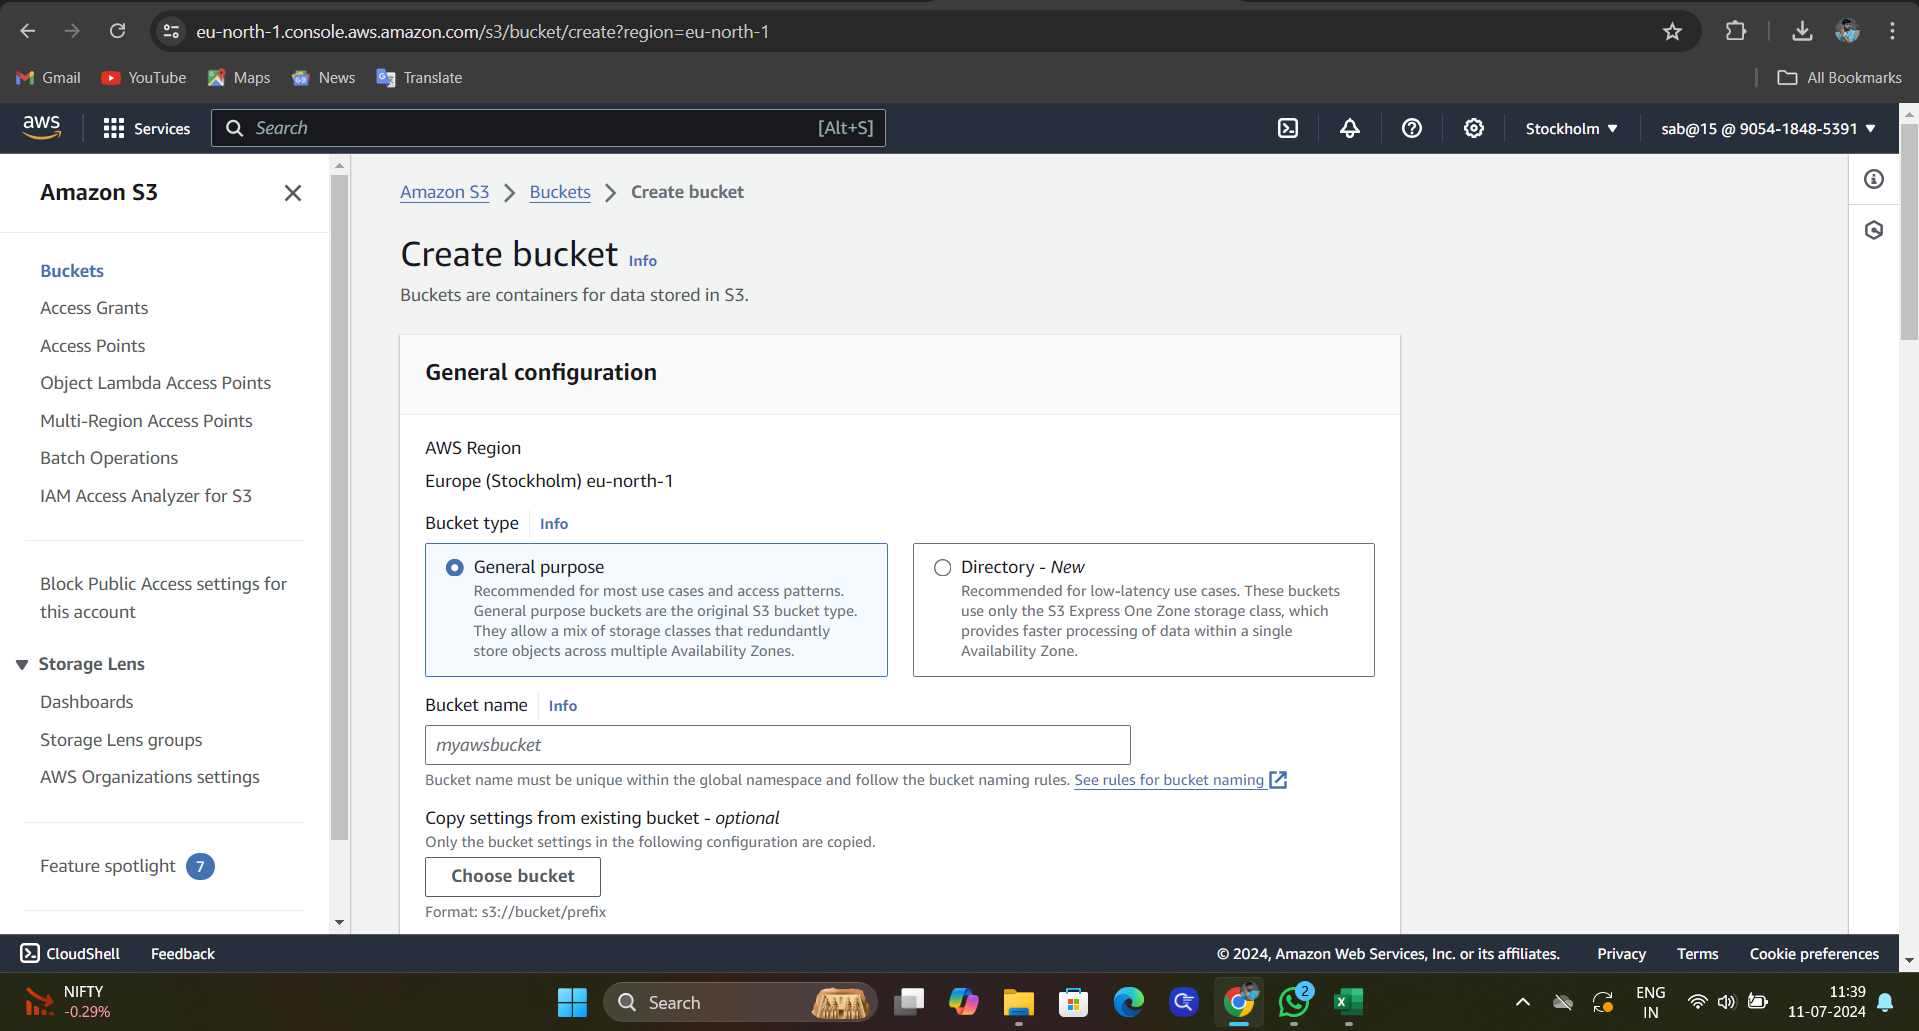 eu-north-1.console.aws.amazon.com/s3/bucket/create?region=eu-north-1
Gmail
YouTube
Maps
News
Translate
All Bookmarks
aws
Services
Search
[Alt+S]
Stockholm
sab@15 @ 9054-1848-5391
Amazon S3
Buckets
Access Grants
Access Points
Object Lambda Access Points
Multi-Region Access Points
Batch Operations
IAM Access Analyzer for S3
Block Public Access settings for
this account
Storage Lens
Dashboards
Storage Lens groups
AWS Organizations settings
Feature spotlight 7
Amazon S3 > Buckets > Create bucket
Create bucket Info
Buckets are containers for data stored in S3.
General configuration
AWS Region
Europe (Stockholm) eu-north-1
Bucket type Info
General purpose
Recommended for most use cases and access patterns.
General purpose buckets are the original S3 bucket type.
They allow a mix of storage classes that redundantly
store objects across multiple Availability Zones.
Directory - New
Recommended for low-latency use cases. These buckets
use only the S3 Express One Zone storage class, which
provides faster processing of data within a single
Availability Zone.
Bucket name Info
myawsbucket
Bucket name must be unique within the global namespace and follow the bucket naming rules. See rules for bucket naming
Copy settings from existing bucket - optional
Only the bucket settings in the following configuration are copied.
Choose bucket
Format: s3://bucket/prefix
CloudShell
Feedback
© 2024, Amazon Web Services, Inc. or its affiliates.
Privacy
Terms
Cookie preferences
NIFTY
-0.29%
Search
2
ENG
IN
11:39
11-07-2024